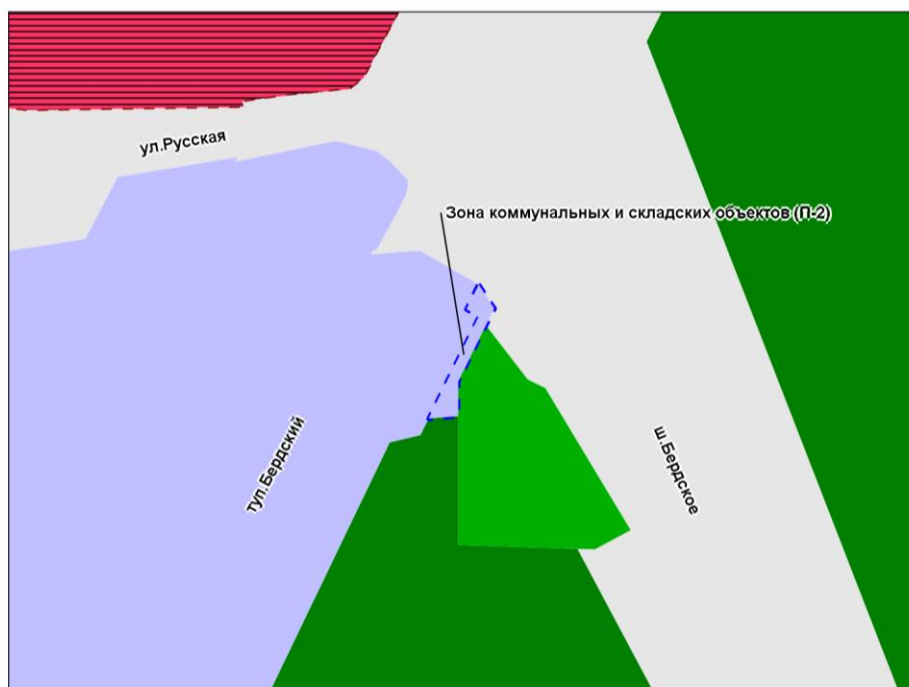 ул.Русская
Зона коммунальных и складских объектов (П-2)
туп.Бердский
ш.Бердское